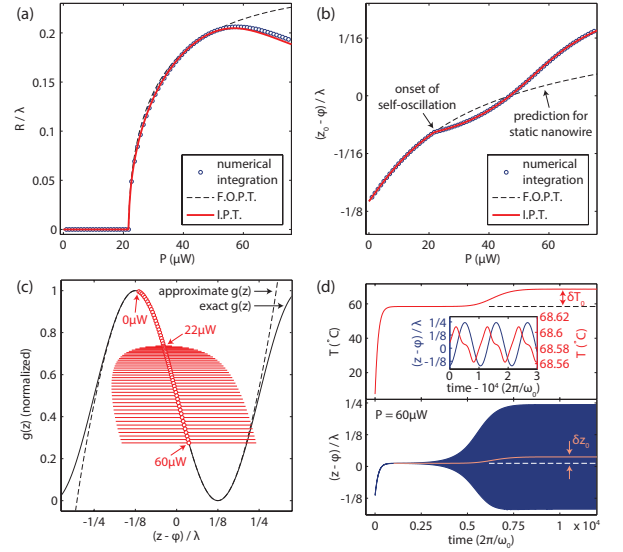 (a)
0.2
0.15
0.1
0.05
0
R / λ
0
20
40
60
P (μW)
numerical
integration
F.O.P.T.
I.P.T.
(b)
1/16
0
-1/16
-1/8
(z₀ - φ) / λ
onset of
self-oscillation
prediction for
static nanowire
0
20
40
60
P (μW)
numerical
integration
F.O.P.T.
I.P.T.
(c)
1
0.8
0.6
0.4
0.2
0
g(z) (normalized)
approximate g(z)
exact g(z)
0μW
22μW
60μW
-1/4
-1/8
0
1/8
1/4
(z - φ) / λ
(d)
60
40
20
T (˚C)
δT₀
1/4
1/8
0
-1/8
(z - φ) / λ
68.62
68.6
68.58
68.56
T (˚C)
0
1
2
3
time - 10⁴ (2π/ω₀)
P = 60μW
1/4
1/8
0
-1/8
(z - φ) / λ
δz₀
0
0.25
0.5
0.75
1
x 10⁴
time (2π/ω₀)